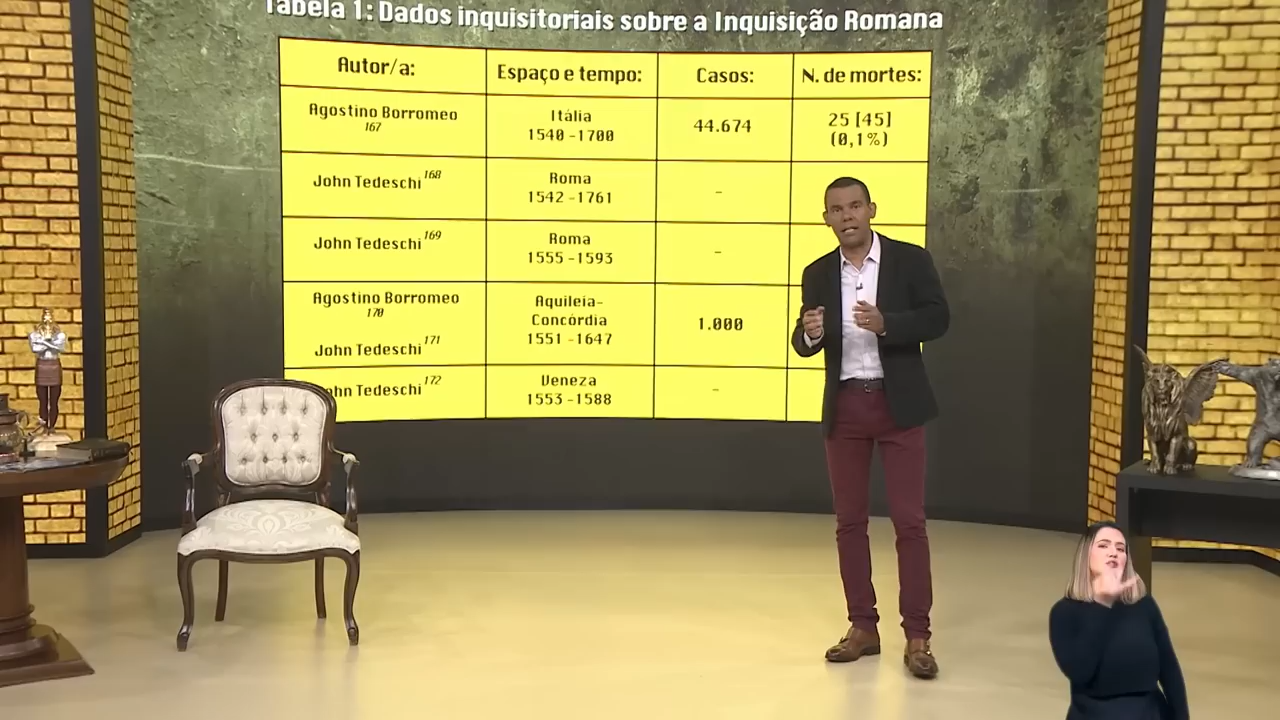 Tabela 1: Dados inquisitoriais sobre a Inquisição Romana
Autor/a:
Espaço e tempo:
Casos:
N. de mortes:
Agostino Borromeo
167
Itália
1540 -1700
44.674
25 [45]
(0,1%)
John Tedeschi 168
Roma
1542 -1761
-
John Tedeschi 169
Roma
1555 -1593
-
Agostino Borromeo
170
John Tedeschi 171
Aquileia-
Concórdia
1551 -1647
1.000
Tedeschi 172
Veneza
1553 -1588
-